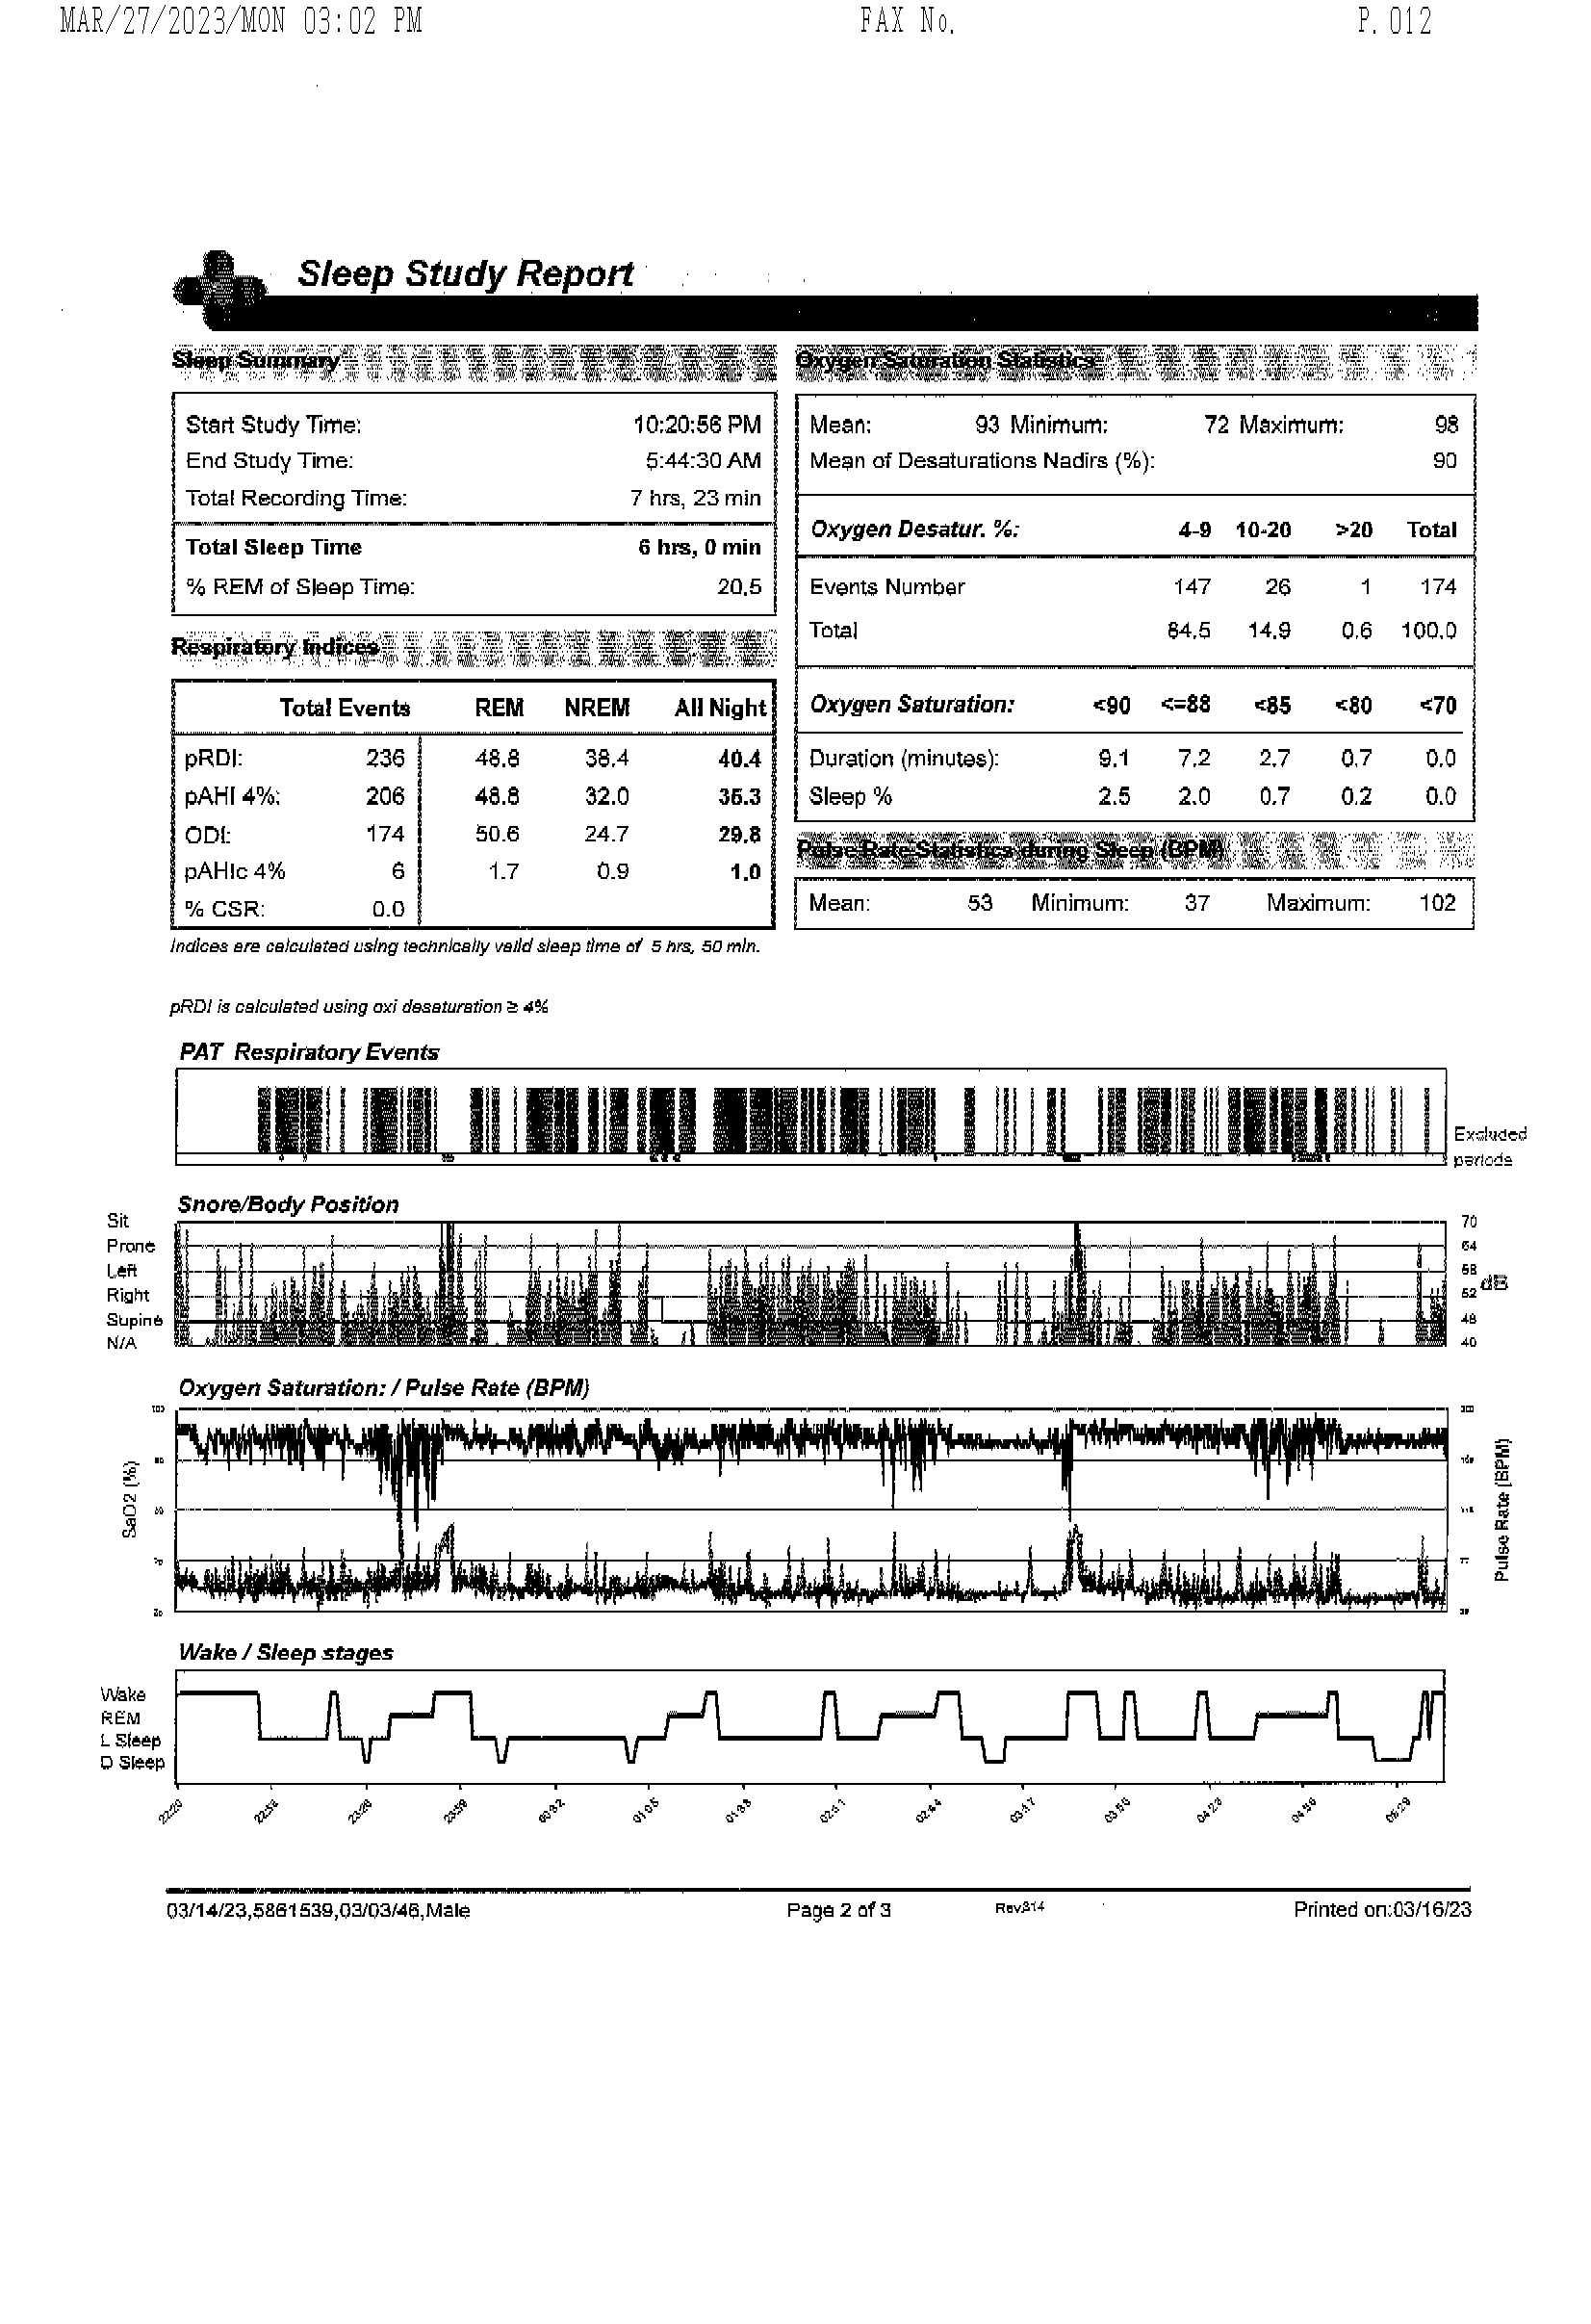 MAR/27/2023/MON 03:02 PM FAX No. P. 012
Sleep Study Report
Sleep Summary
Start Study Time: 10:20:56 PM
End Study Time: 5:44:30 AM
Total Recording Time: 7 hrs, 23 min
Total Sleep Time 6 hrs, 0 min
% REM of Sleep Time: 20.5
Respiratory Indices
Total Events REM NREM All Night
pRDI: 236 48.8 38.4 40.4
pAHI 4%: 206 48.8 32.0 35.3
ODI: 174 50.6 24.7 29.8
pAHIc 4% 6 1.7 0.9 1.0
% CSR: 0.0
Indices are calculated using technically valid sleep time of 5 hrs, 50 min.
pRDI is calculated using oxi desaturation ≥ 4%
Oxygen Saturation Statistics
Mean: 93 Minimum: 72 Maximum: 98
Mean of Desaturations Nadirs (%): 90
Oxygen Desatur. %: 4-9 10-20 >20 Total
Events Number 147 26 1 174
Total 84.5 14.9 0.6 100.0
Oxygen Saturation: <90 <=88 <85 <80 <70
Duration (minutes): 9.1 7.2 2.7 0.7 0.0
Sleep % 2.5 2.0 0.7 0.2 0.0
Pulse Rate Statistics during Sleep (BPM)
Mean: 53 Minimum: 37 Maximum: 102
PAT Respiratory Events
Excluded
periods
Snore/Body Position
Sit 70
Prone 64
Left 58
Right 52
dB
Supine 48
N/A 40
Oxygen Saturation: / Pulse Rate (BPM)
SaO2 (%)
Pulse Rate (BPM)
100
Wake / Sleep stages
Wake
REM
L Sleep
D Sleep
22:20 23:26 23:59 01:05 02:11 02:44 03:17 03:50 04:23 04:56 05:29
03/14/23,5861539,03/03/46,Male Page 2 of 3 Rev314 Printed on:03/16/23